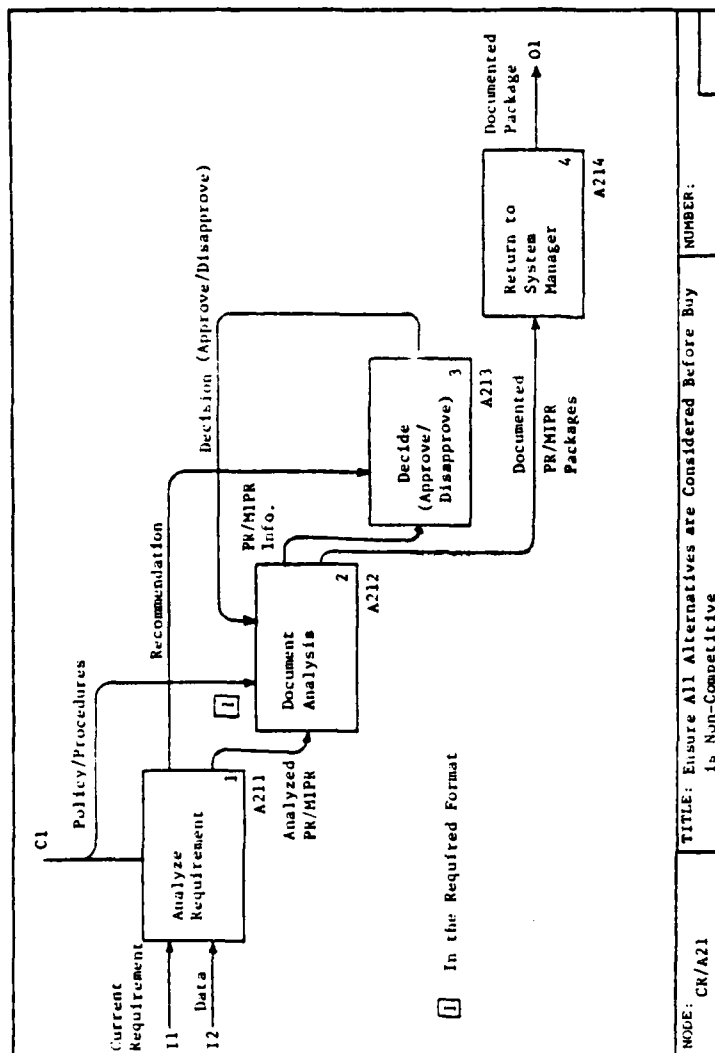 C1
Policy/Procedures
Current
Requirement
I1
Data
I2
Analyze
Requirement
1
A211
Recommendation
Analyzed
PR/MIPR
1
Document
Analysis
2
A212
Decision (Approve/Disapprove)
PR/MIPR
Info.
Decide
(Approve/
Disapprove)
3
A213
Documented
PR/MIPR
Packages
Return to
System
Manager
4
A214
Documented
Package
O1
1 In the Required Format
NODE: CR/A21
TITLE: Ensure All Alternatives are Considered Before Buy
is Non-Competitive
NUMBER: